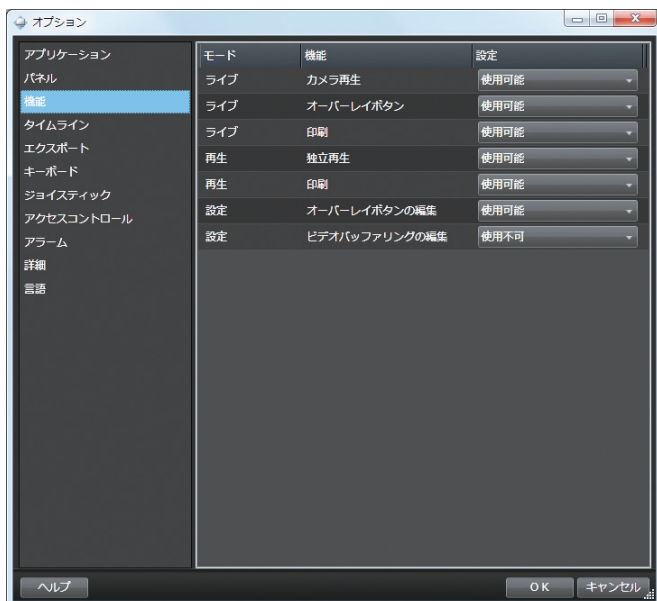 オプション
アプリケーション
パネル
機能
タイムライン
エクスポート
キーボード
ジョイスティック
アクセスコントロール
アラーム
詳細
言語
モード 機能 設定
ライブ カメラ再生 使用可能
ライブ オーバーレイボタン 使用可能
ライブ 印刷 使用可能
再生 独立再生 使用可能
再生 印刷 使用可能
設定 オーバーレイボタンの編集 使用可能
設定 ビデオバッファリングの編集 使用不可
ヘルプ OK キャンセル